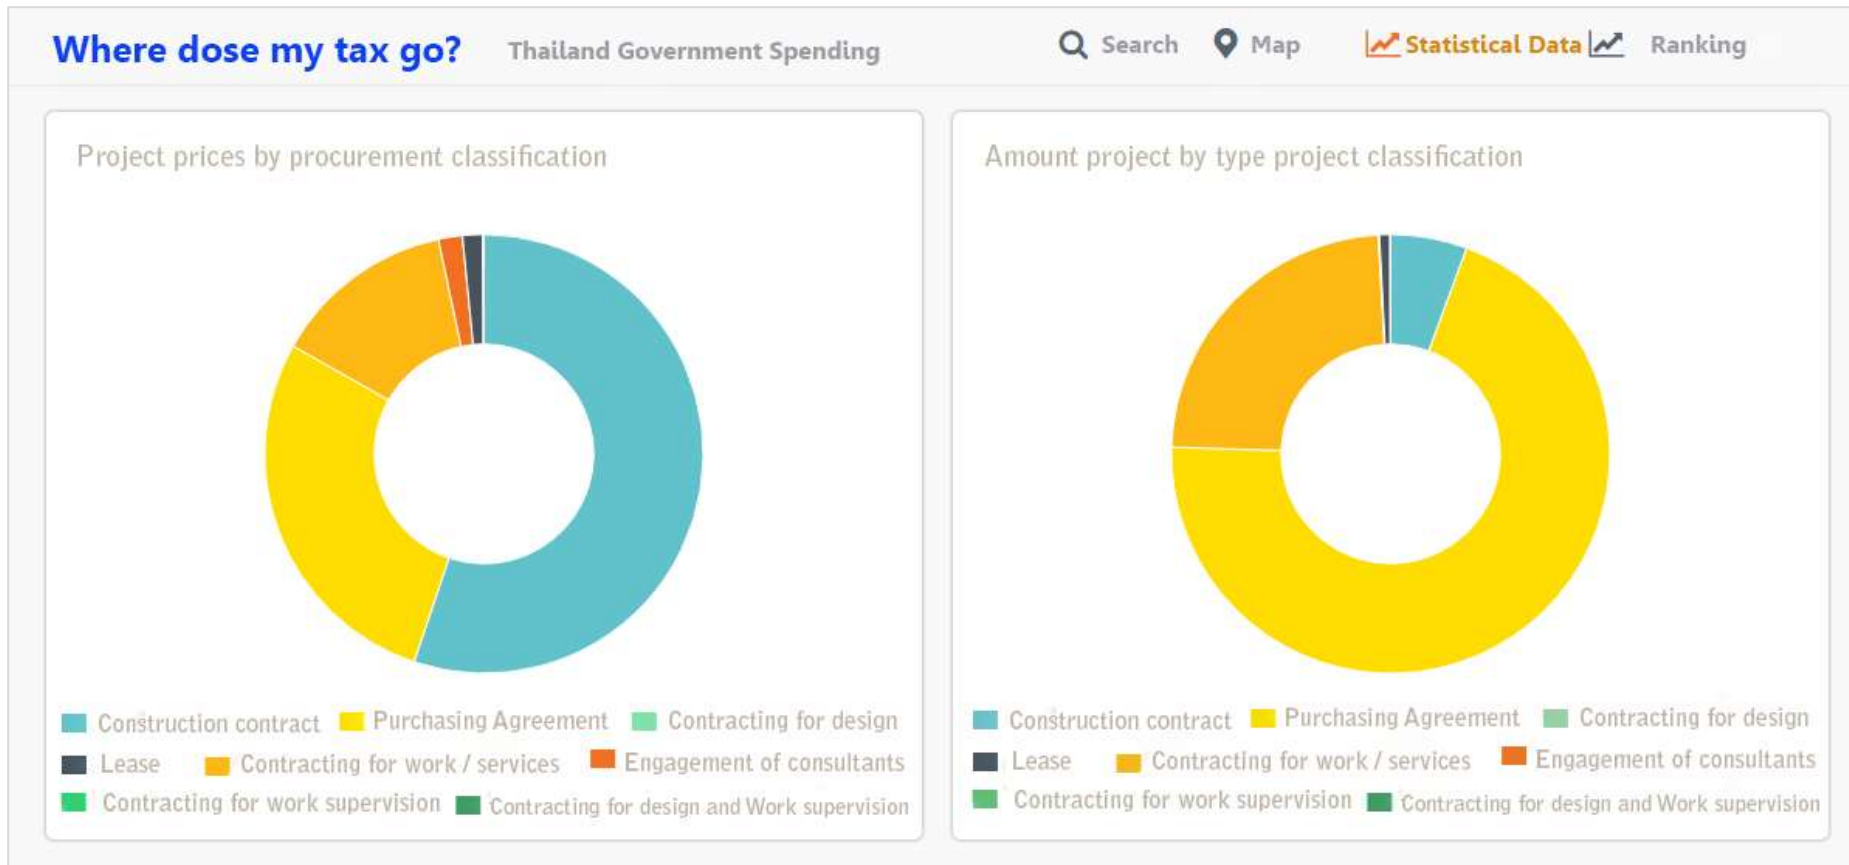 Where dose my tax go? Thailand Government Spending Search Map Statistical Data Ranking
Project prices by procurement classification
Construction contract Purchasing Agreement Contracting for design
Lease Contracting for work / services Engagement of consultants
Contracting for work supervision Contracting for design and Work supervision
Amount project by type project classification
Construction contract Purchasing Agreement Contracting for design
Lease Contracting for work / services Engagement of consultants
Contracting for work supervision Contracting for design and Work supervision